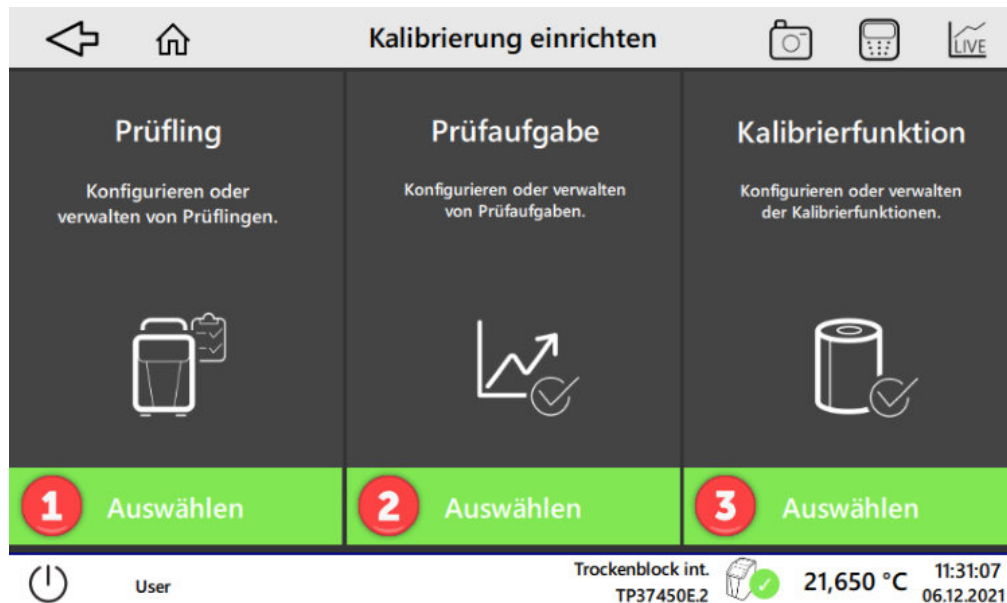 Kalibrierung einrichten
LIVE
Prüfling
Konfigurieren oder
verwalten von Prüflingen.
1 Auswählen
Prüfaufgabe
Konfigurieren oder verwalten
von Prüfaufgaben.
2 Auswählen
Kalibrierfunktion
Konfigurieren oder verwalten
der Kalibrierfunktionen.
3 Auswählen
User
Trockenblock int.
TP37450E.2
21,650 °C
11:31:07
06.12.2021